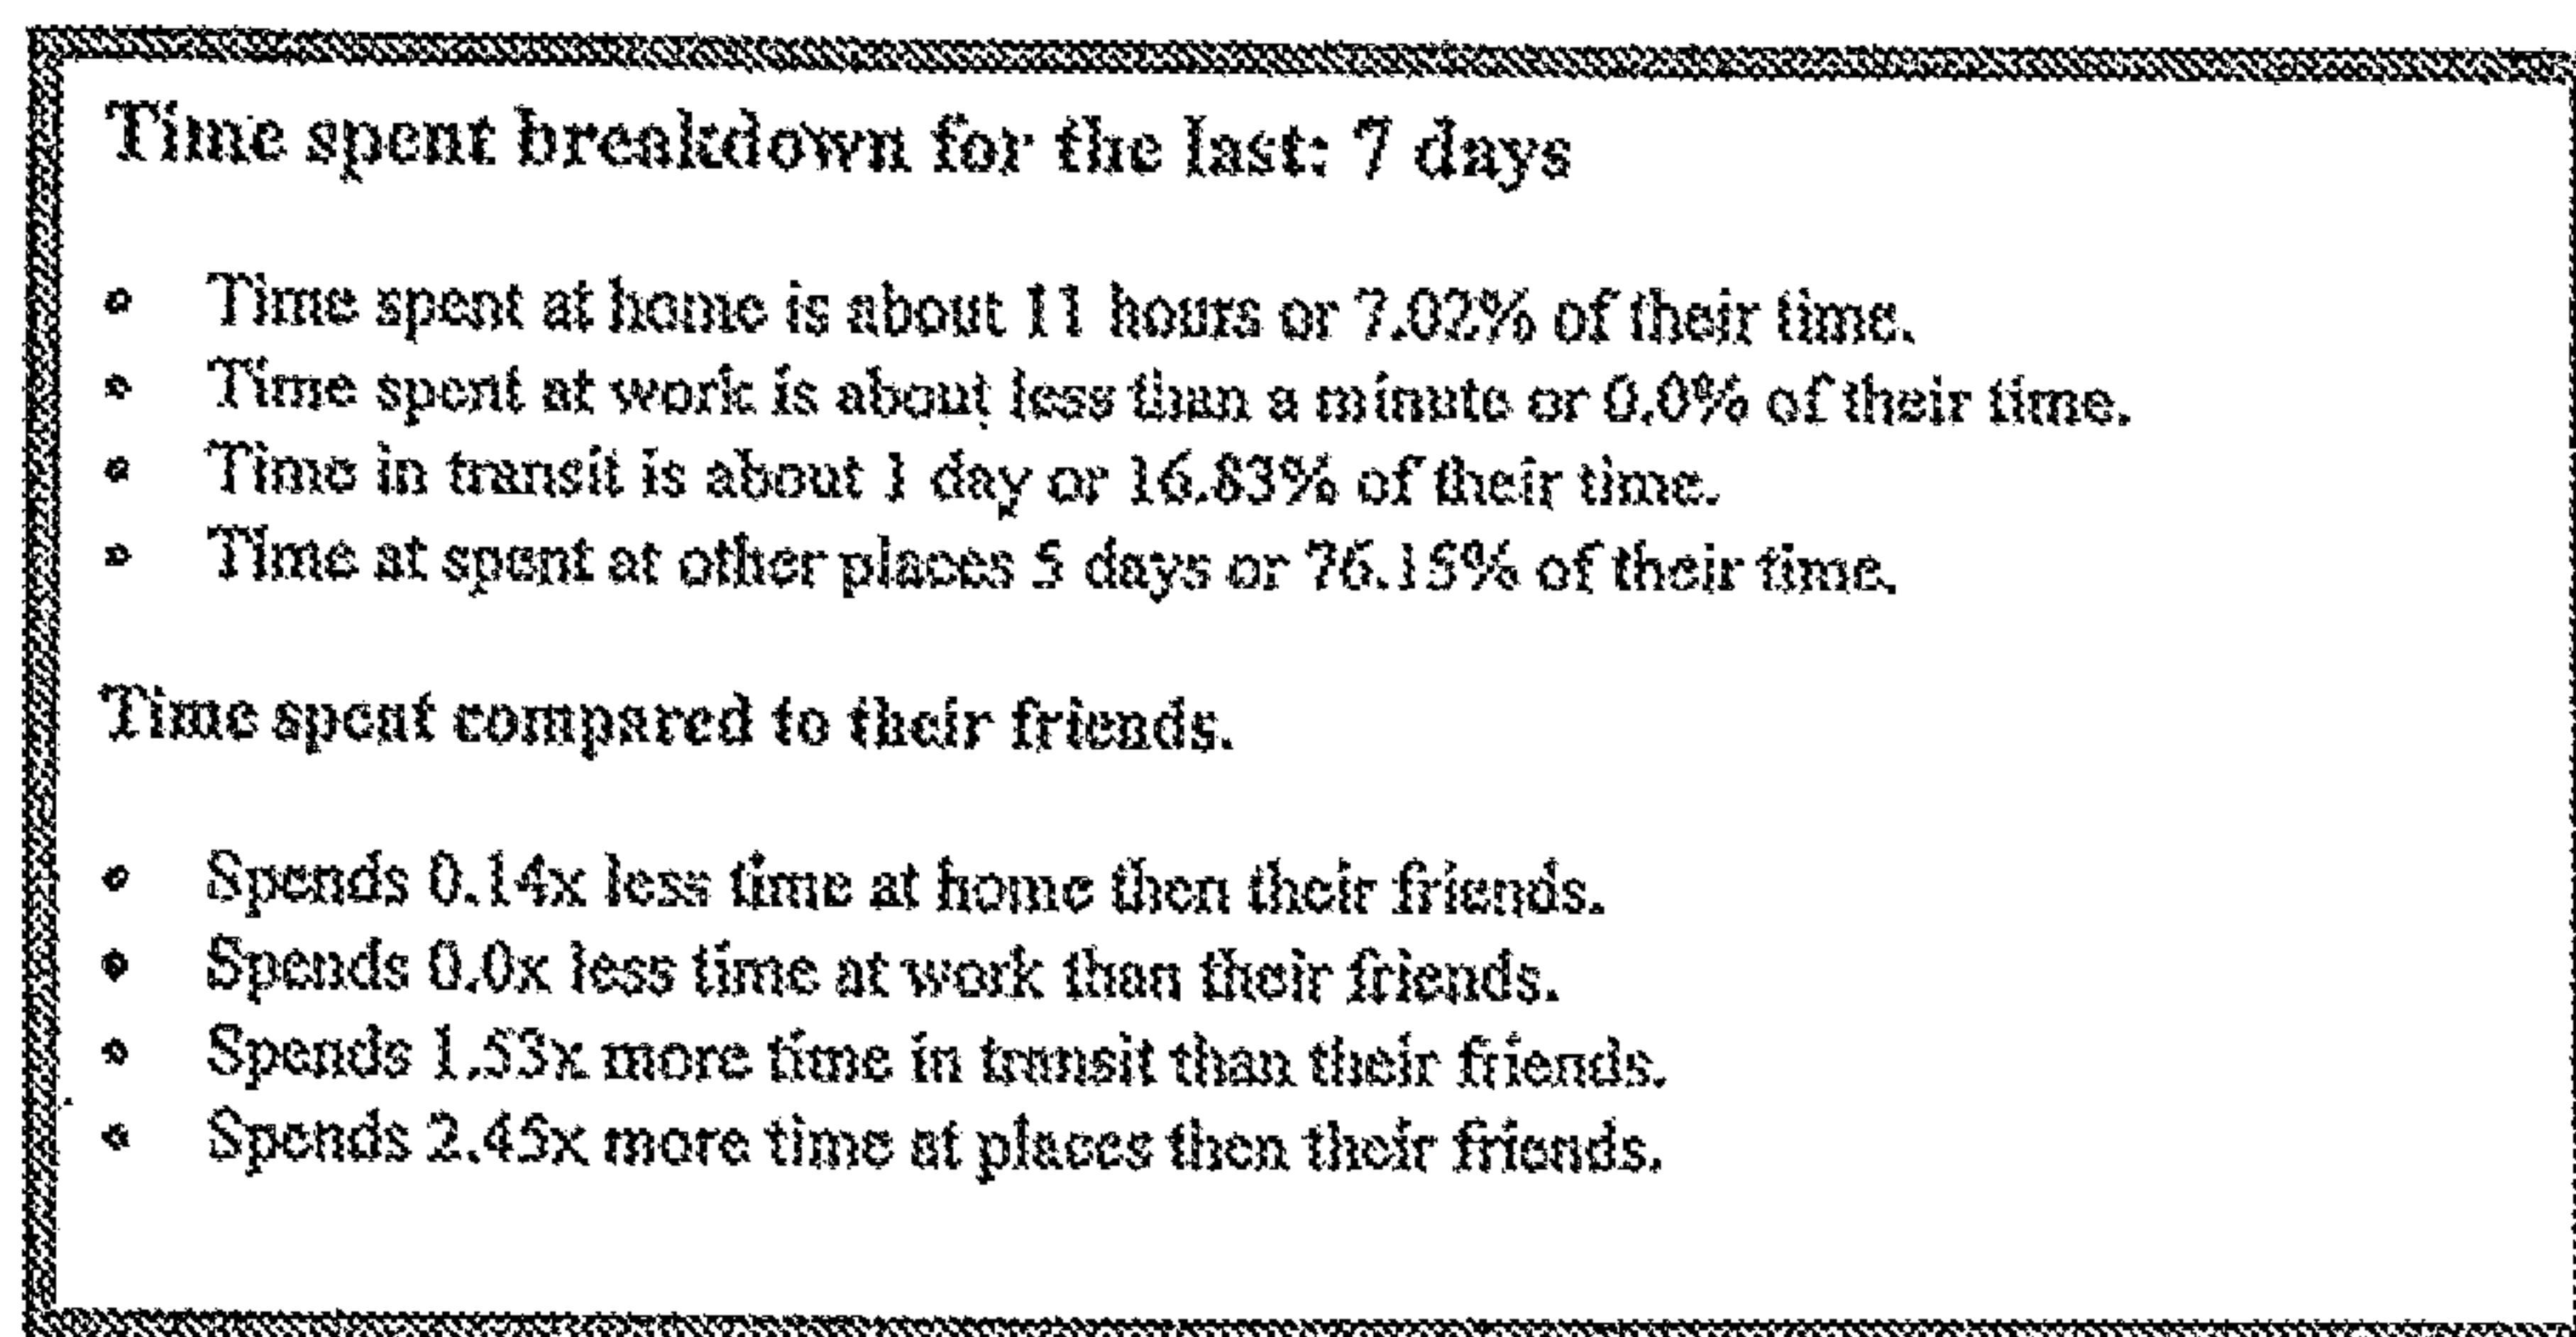 Time spent breakdown for the last: 7 days
Time spent at home is about 11 hours or 7.02% of their time.
Time spent at work is about less than a minute or 0.0% of their time.
Time in transit is about 1 day or 16.83% of their time.
Time at spent at other places 5 days or 76.15% of their time.
Time spent compared to their friends.
Spends 0.14x less time at home then their friends.
Spends 0.0x less time at work than their friends.
Spends 1.53x more time in transit than their friends.
Spends 2.45x more time at places then their friends.